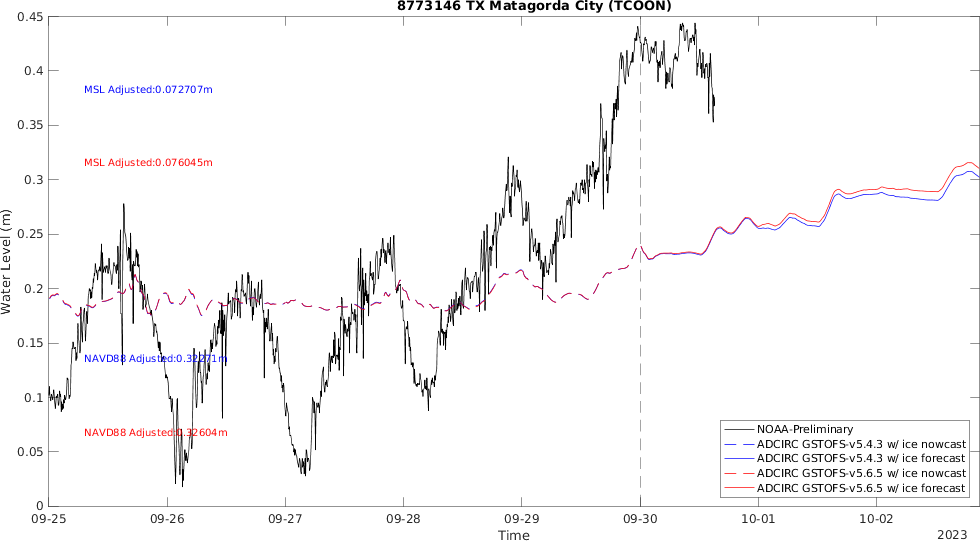 8773146 TX Matagorda City (TCOON)
0.45
0.4
0.35
0.3
0.25
0.2
0.15
0.1
0.05
0
Water Level (m)
MSL Adjusted:0.072707m
MSL Adjusted:0.076045m
NAVD88 Adjusted:0.32271m
NAVD88 Adjusted:0.32604m
NOAA-Preliminary
ADCIRC GSTOFS-v5.4.3 w/ ice nowcast
ADCIRC GSTOFS-v5.4.3 w/ ice forecast
ADCIRC GSTOFS-v5.6.5 w/ ice nowcast
ADCIRC GSTOFS-v5.6.5 w/ ice forecast
09-25 09-26 09-27 09-28 09-29 09-30 10-01 10-02
Time
2023